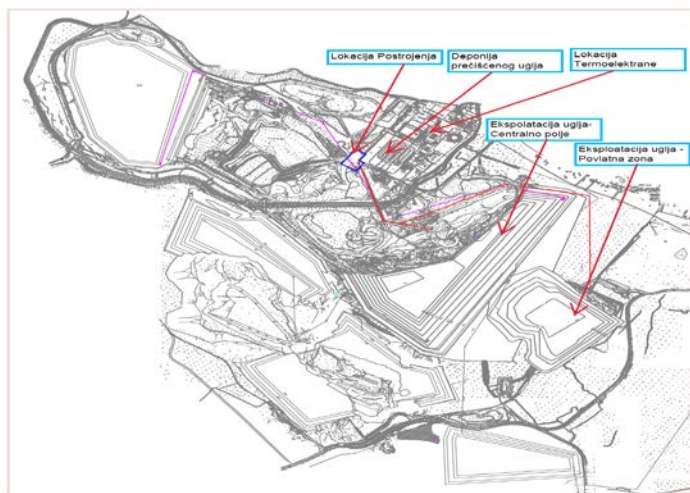 Lokacija Postrojenja
Deponija
prečišćenog uglja
Lokacija
Termoelektrane
Ekspolatacija uglja-
Centralno polje
Eksploatacija uglja -
Povlatna zona